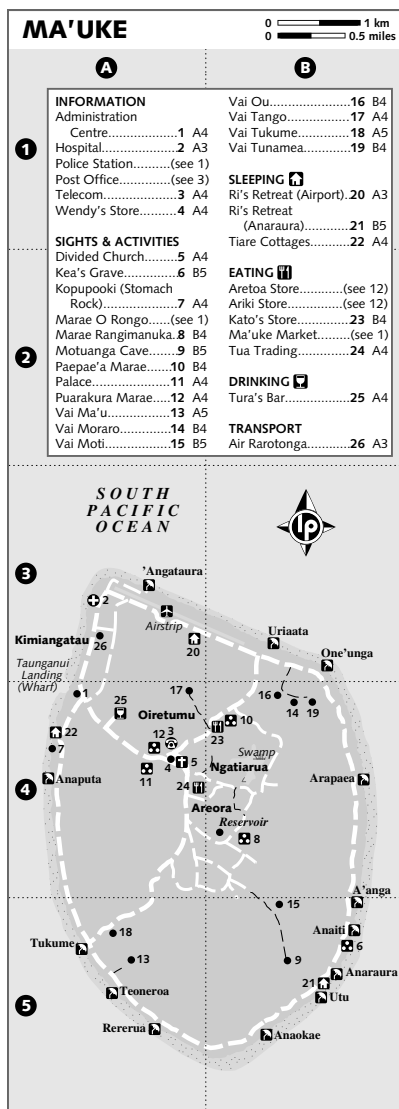 MA'UKE
0 1 km
0 0.5 miles
A
B
1
INFORMATION
Administration
Centre..................1 A4
Hospital...................2 A3
Police Station..........(see 1)
Post Office..............(see 3)
Telecom..................3 A4
Wendy's Store.........4 A4
SIGHTS & ACTIVITIES
Divided Church........5 A4
Kea's Grave.............6 B5
Kopupooki (Stomach
Rock)....................7 A4
Marae O Rongo......(see 1)
Marae Rangimanuka..8 B4
Motuanga Cave.......9 B5
Paepae'a Marae.....10 B4
Palace....................11 A4
Puarakura Marae....12 A4
Vai Ma'u................13 A5
Vai Moraro.............14 B4
Vai Moti.................15 B5
Vai Ou....................16 B4
Vai Tango...............17 A4
Vai Tukume............18 A5
Vai Tunamea..........19 B4
SLEEPING
Ri's Retreat (Airport)..20 A3
Ri's Retreat
(Anaraura)............21 B5
Tiare Cottages........22 A4
EATING
Aretoa Store...........(see 12)
Ariki Store..............(see 12)
Kato's Store............23 B4
Ma'uke Market.......(see 1)
Tua Trading............24 A4
DRINKING
Tura's Bar...............25 A4
TRANSPORT
Air Rarotonga.........26 A3
2
SOUTH
PACIFIC
OCEAN
lp
3
'Angataura
2
Airstrip
Kimiangatau
26
20
Uriaata
One'unga
Taunganui
Landing
(Wharf)
1
17
16
14
19
25
Oiretumu
10
22
12
3
23
7
4
5
Swamp
Ngatiarua
Anaputa
11
24
Arapaea
4
Areora
Reservoir
8
A'anga
15
Anaiti
18
6
Tukume
13
9
Anaraura
21
Teoneroa
Utu
5
Rererua
Anaokae